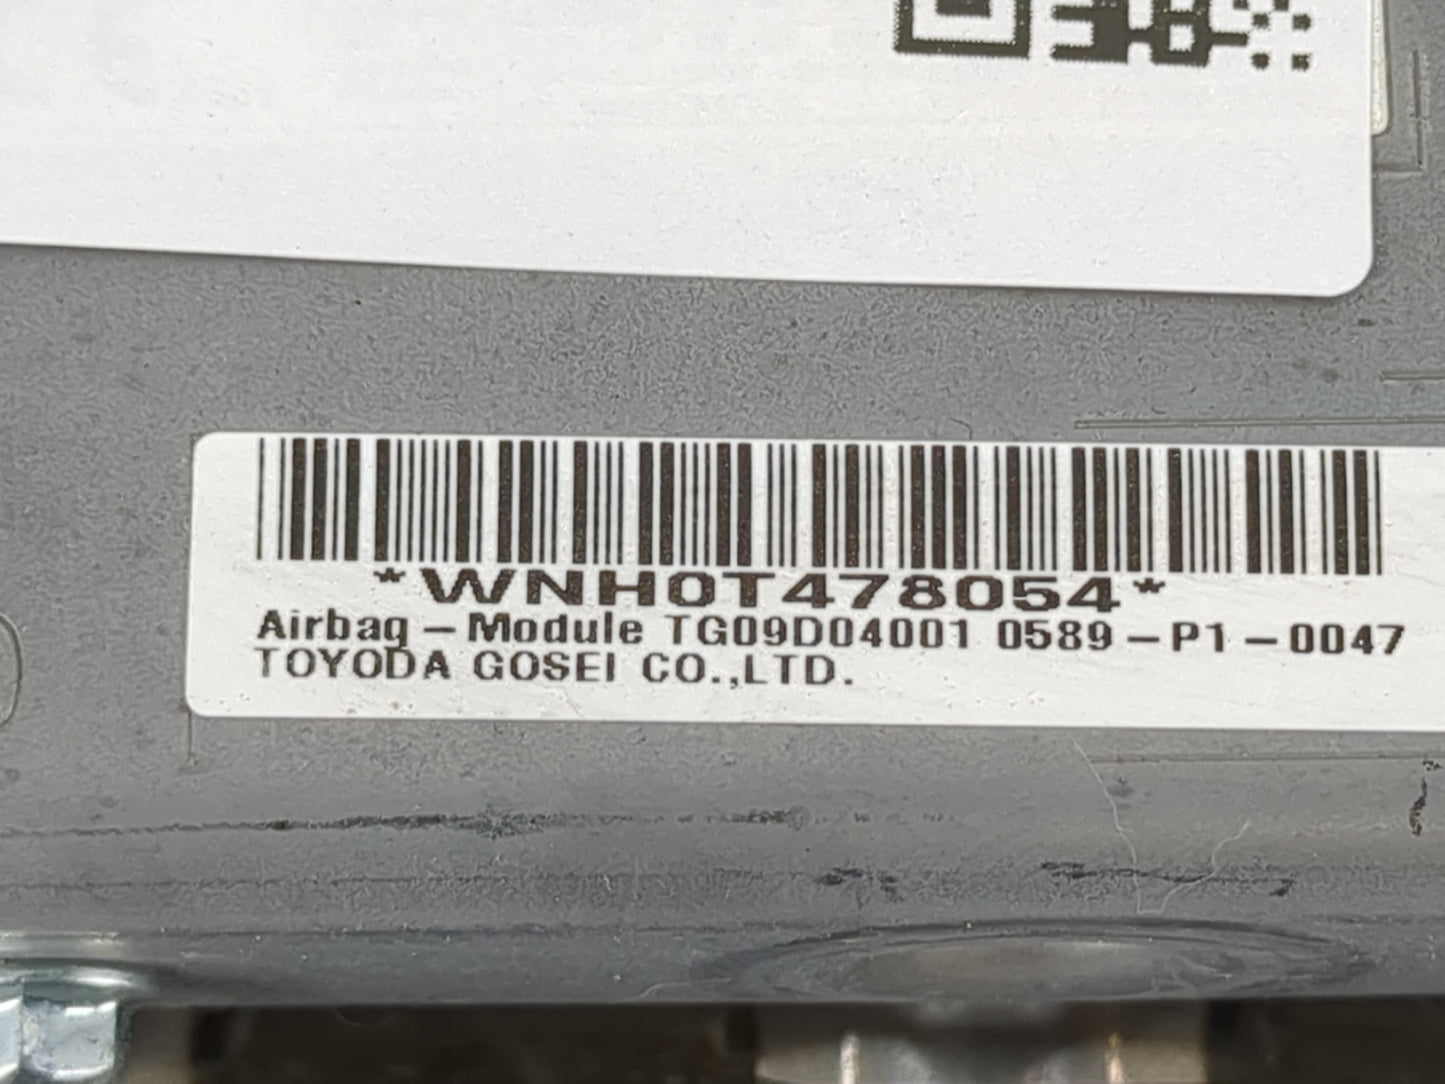 *WNH0T478054*
Airbag-Module TG09D04001 0589-P1-0047
TOYODA GOSEI CO.,LTD.